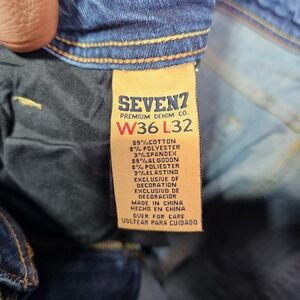 SEVEN7
PREMIUM DENIM CO.
W36 L32
89%COTTON
8% POLYESTER
3%SPANDEX
89%ALGODON
8% POLIESTER
3%ELASTINO
EXCLUSIVE OF
DECORATION
EXCLUSIVO DE
DECORACION
MADE IN CHINA
HECHO EN CHINA
OVER FOR CARE
VOLTEAR PARA CUIDADO